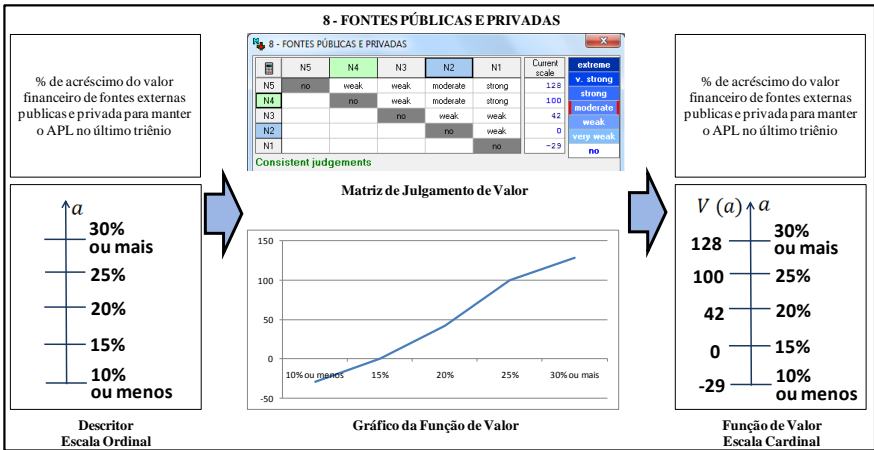 8 - FONTES PÚBLICAS E PRIVADAS
% de acréscimo do valor
financeiro de fontes externas
publicas e privada para manter
o APL no último triênio
a
30%
ou mais
25%
20%
15%
10%
ou menos
Descritor
Escala Ordinal
8 - FONTES PÚBLICAS E PRIVADAS
N5 N4 N3 N2 N1 Current scale
N5 no weak weak moderate strong 128
N4 no weak moderate strong 100
N3 no weak weak 42
N2 no weak 0
N1 no -29
extreme
v. strong
strong
moderate
weak
very weak
no
Consistent judgements
Matriz de Julgamento de Valor
150
100
50
0
-50
10% ou menos 15% 20% 25% 30% ou mais
Gráfico da Função de Valor
% de acréscimo do valor
financeiro de fontes externas
publicas e privada para manter
o APL no último triênio
V (a) a
128 30%
ou mais
100 25%
42 20%
0 15%
-29 10%
ou menos
Função de Valor
Escala Cardinal